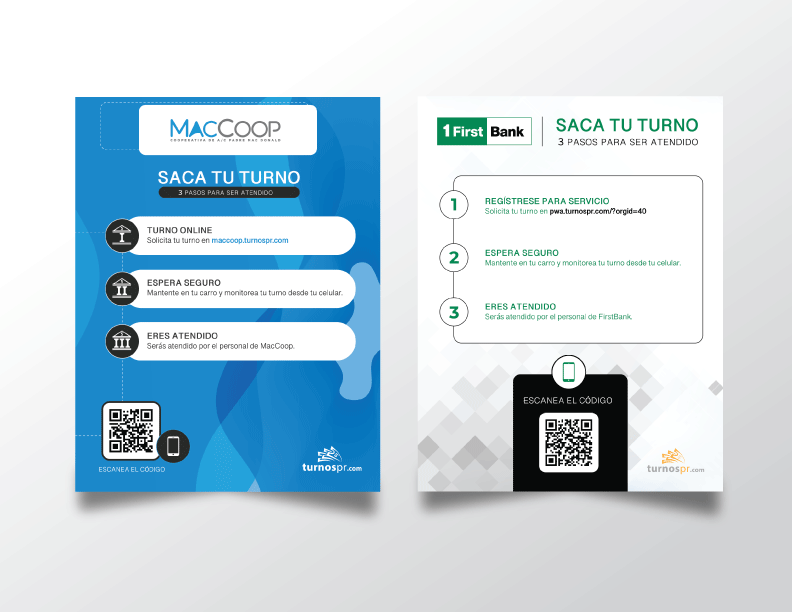 MACCOOP
COOPERATIVA DE A/C PADRE MAC DONALD
SACA TU TURNO
3 PASOS PARA SER ATENDIDO
TURNO ONLINE
Solicita tu turno en maccoop.turnospr.com
ESPERA SEGURO
Mantente en tu carro y monitorea tu turno desde tu celular.
ERES ATENDIDO
Serás atendido por el personal de MacCoop.
ESCANEA EL CÓDIGO
turnospr.com
1 First Bank
SACA TU TURNO
3 PASOS PARA SER ATENDIDO
1
REGÍSTRESE PARA SERVICIO
Solicita tu turno en pwa.turnospr.com/?orgid=40
2
ESPERA SEGURO
Mantente en tu carro y monitorea tu turno desde tu celular.
3
ERES ATENDIDO
Serás atendido por el personal de FirstBank.
ESCANEA EL CÓDIGO
turnospr.com